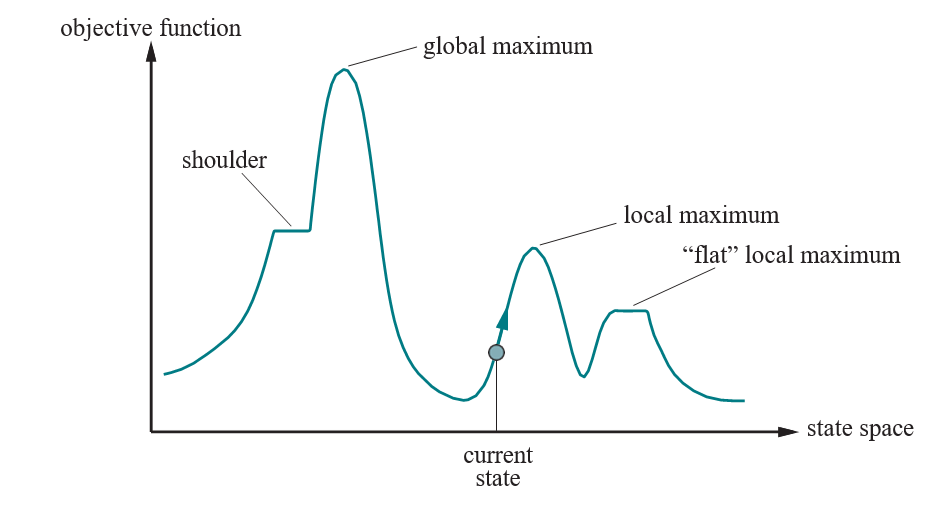 objective function
global maximum
shoulder
local maximum
“flat” local maximum
state space
current
state